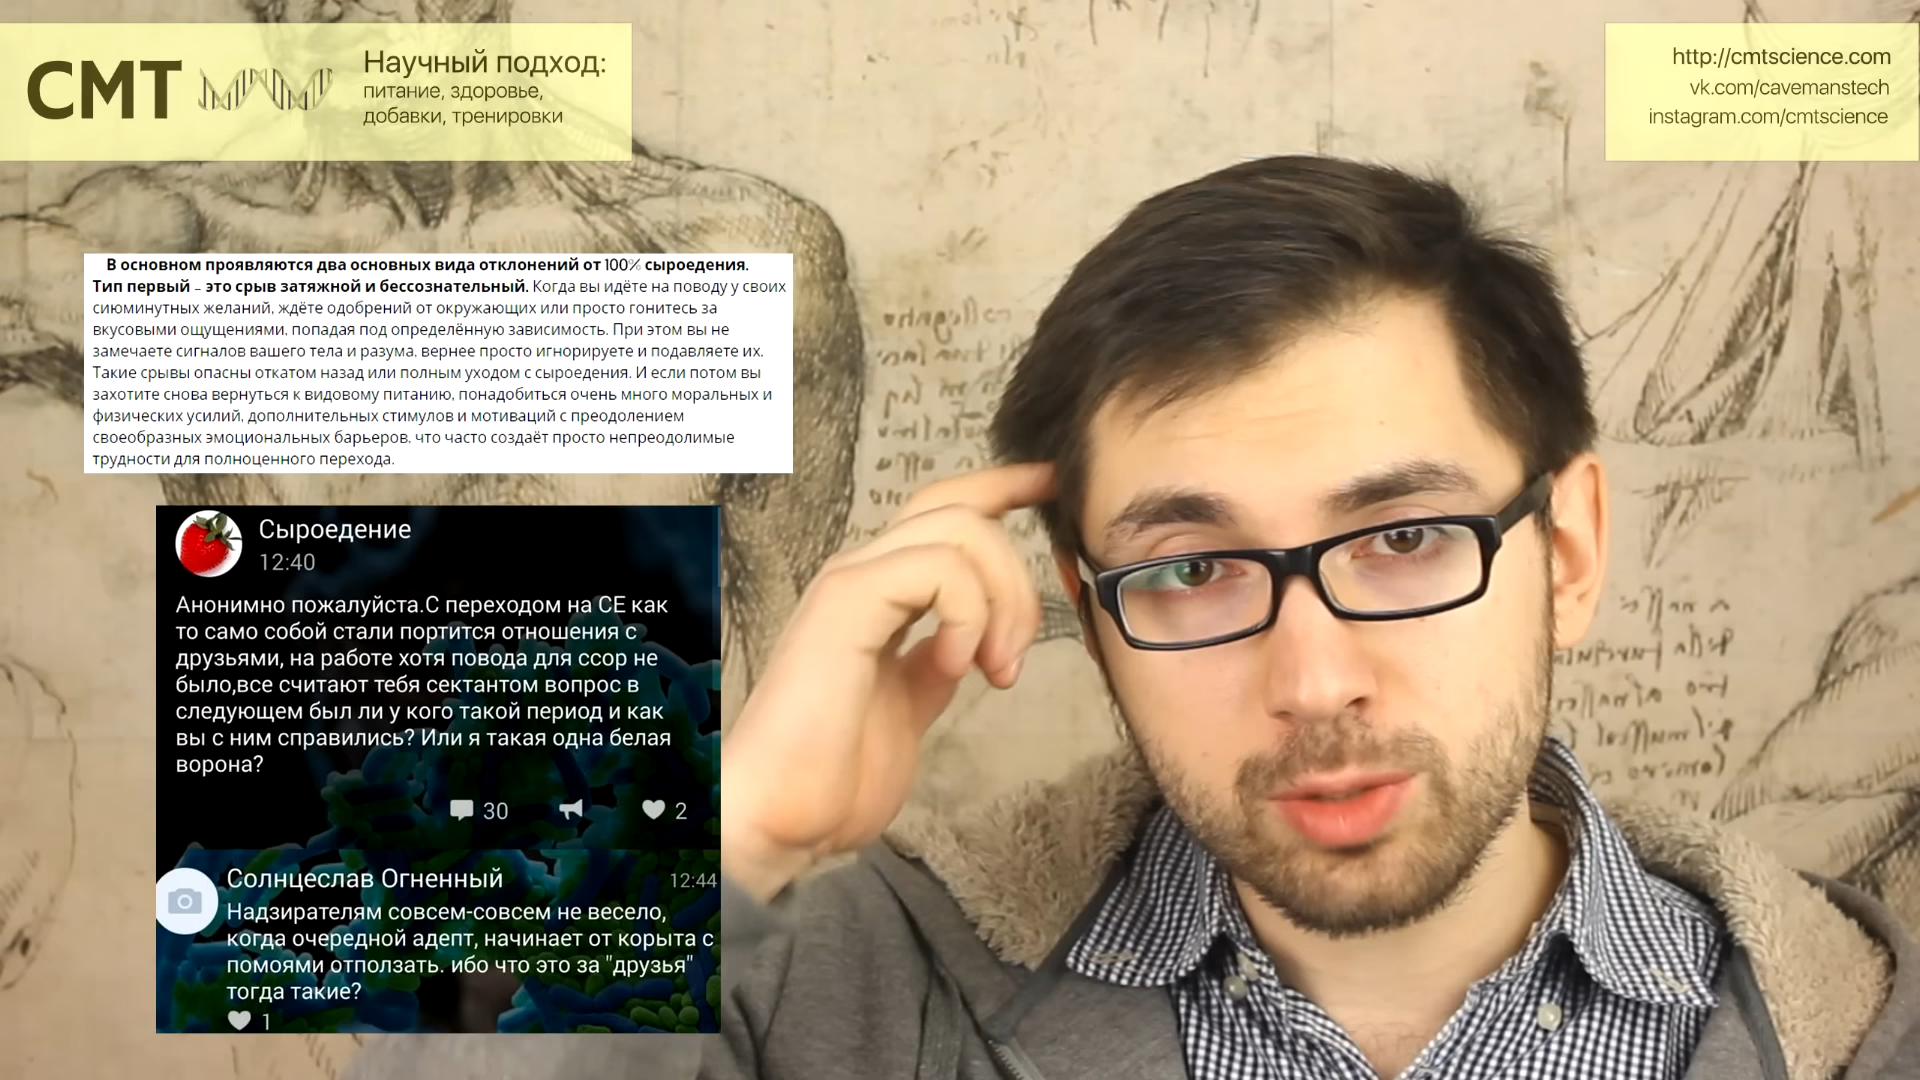 СМТ
Научный подход:
питание, здоровье,
добавки, тренировки
http://cmtscience.com
vk.com/cavemanstech
instagram.com/cmtscience
В основном проявляются два основных вида отклонений от 100% сыроедения.
Тип первый – это срыв затяжной и бессознательный. Когда вы идёте на поводу у своих
сиюминутных желаний, ждёте одобрений от окружающих или просто гонитесь за
вкусовыми ощущениями, попадая под определённую зависимость. При этом вы не
замечаете сигналов вашего тела и разума, вернее просто игнорируете и подавляете их.
Такие срывы опасны откатом назад или полным уходом с сыроедения. И если потом вы
захотите снова вернуться к видовому питанию, понадобиться очень много моральных и
физических усилий, дополнительных стимулов и мотиваций с преодолением
своеобразных эмоциональных барьеров, что часто создаёт просто непреодолимые
трудности для полноценного перехода.
Сыроедение
12:40
Анонимно пожалуйста.С переходом на СЕ как
то само собой стали портится отношения с
друзьями, на работе хотя повода для ссор не
было,все считают тебя сектантом вопрос в
следующем был ли у кого такой период и как
вы с ним справились? Или я такая одна белая
ворона?
30
2
Солнцеслав Огненный
12:44
Надзирателям совсем-совсем не весело,
когда очередной адепт, начинает от корыта с
помоями отползать. ибо что это за "друзья"
тогда такие?
1